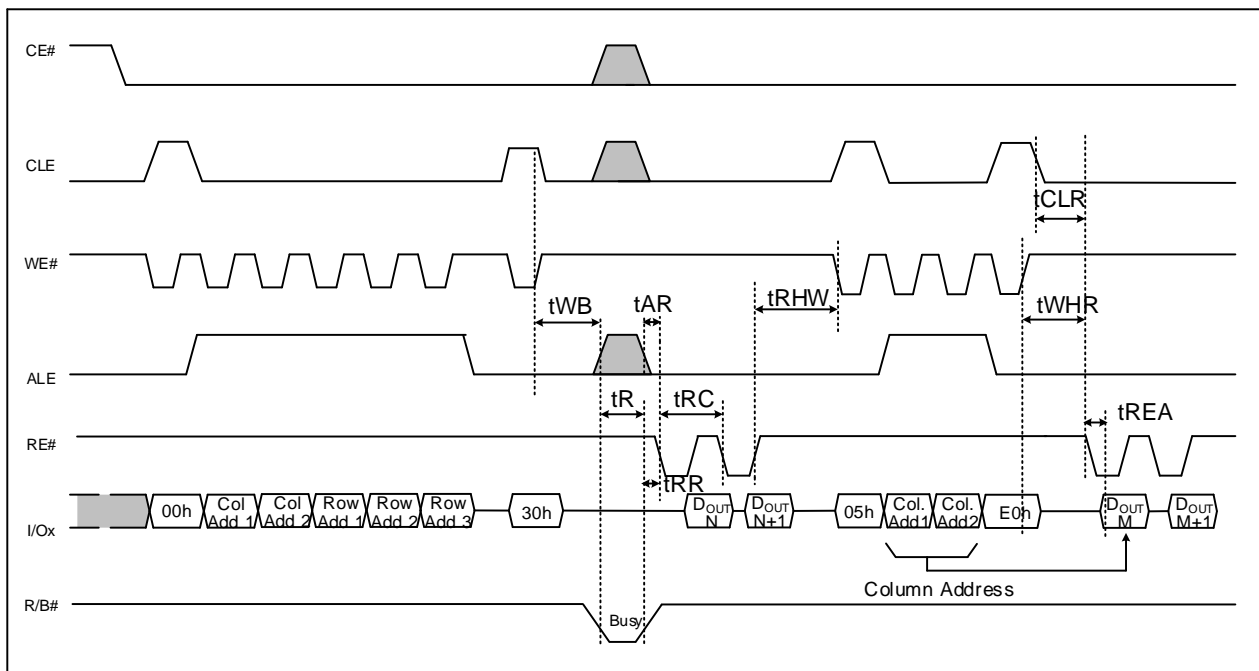 CE#
CLE
tCLR
WE#
tWB
tAR
tRHW
tWHR
ALE
tR
tRC
tREA
RE#
tRR
I/Ox
00h
Col
Add.1
Col
Add.2
Row
Add.1
Row
Add.2
Row
Add.3
30h
DOUT
N
DOUT
N+1
05h
Col.
Add1
Col.
Add2
E0h
DOUT
M
DOUT
M+1
Column Address
R/B#
Busy